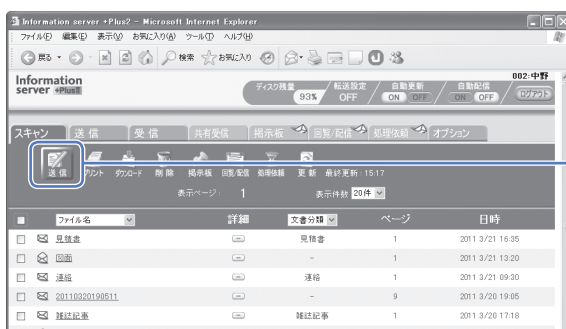 Information server +Plus2 - Microsoft Internet Explorer
ファイル(F) 編集(E) 表示(V) お気に入り(A) ツール(T) ヘルプ(H)
戻る 検索 お気に入り
Information server +PlusⅡ
002:中野
ディスク残量 93% 転送設定 OFF 自動更新 ON OFF 自動配信 ON OFF ログアウト
スキャン 送信 受信 共有受信 掲示板 回覧/配信 処理依頼 オプション
送信 プリント ダウンロード 削除 掲示板 回覧/配信 処理依頼 更新 最終更新:15:17
表示ページ: 1 表示件数 20件
ファイル名 詳細 文書分類 ページ 日時
見積書 見積書 1 2011 3/21 16:35
図面 - 1 2011 3/21 13:20
連絡 連絡 1 2011 3/21 09:30
20110320190511 - 9 2011 3/20 19:05
雑誌記事 雑誌記事 1 2011 3/20 17:18